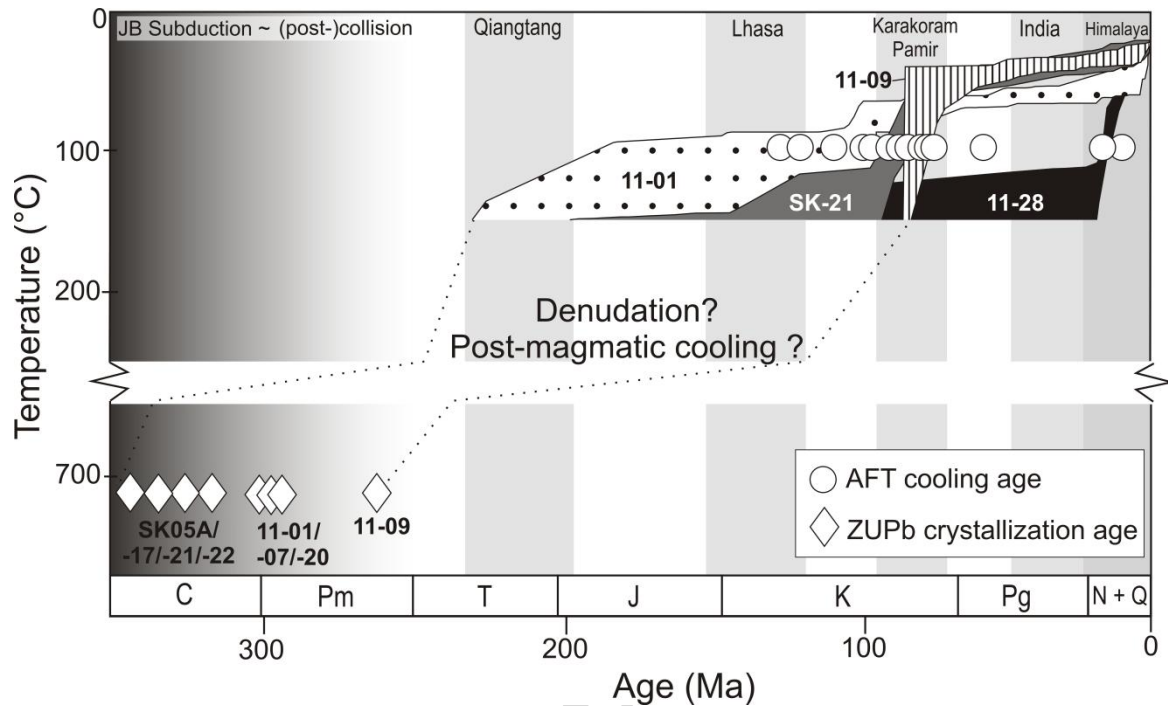 0
JB Subduction ~ (post-)collision
Qiangtang
Lhasa
Karakoram
Pamir
India
Himalaya
11-09
100
11-01
SK-21
11-28
200
Denudation?
Post-magmatic cooling ?
Temperature (°C)
700
SK05A/
-17/-21/-22
11-01/
-07/-20
11-09
AFT cooling age
ZUPb crystallization age
C
Pm
T
J
K
Pg
N + Q
300
200
100
0
Age (Ma)